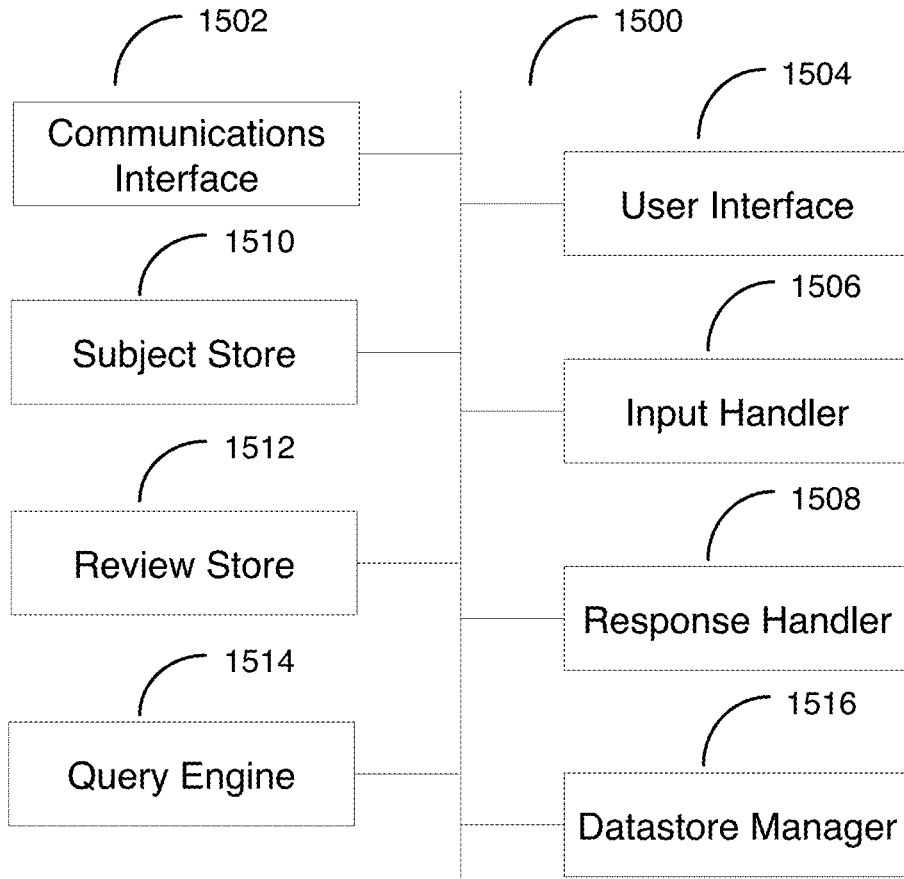 1502
1500
1504
Communications
Interface
User Interface
1510
1506
Subject Store
Input Handler
1512
1508
Review Store
Response Handler
1514
1516
Query Engine
Datastore Manager